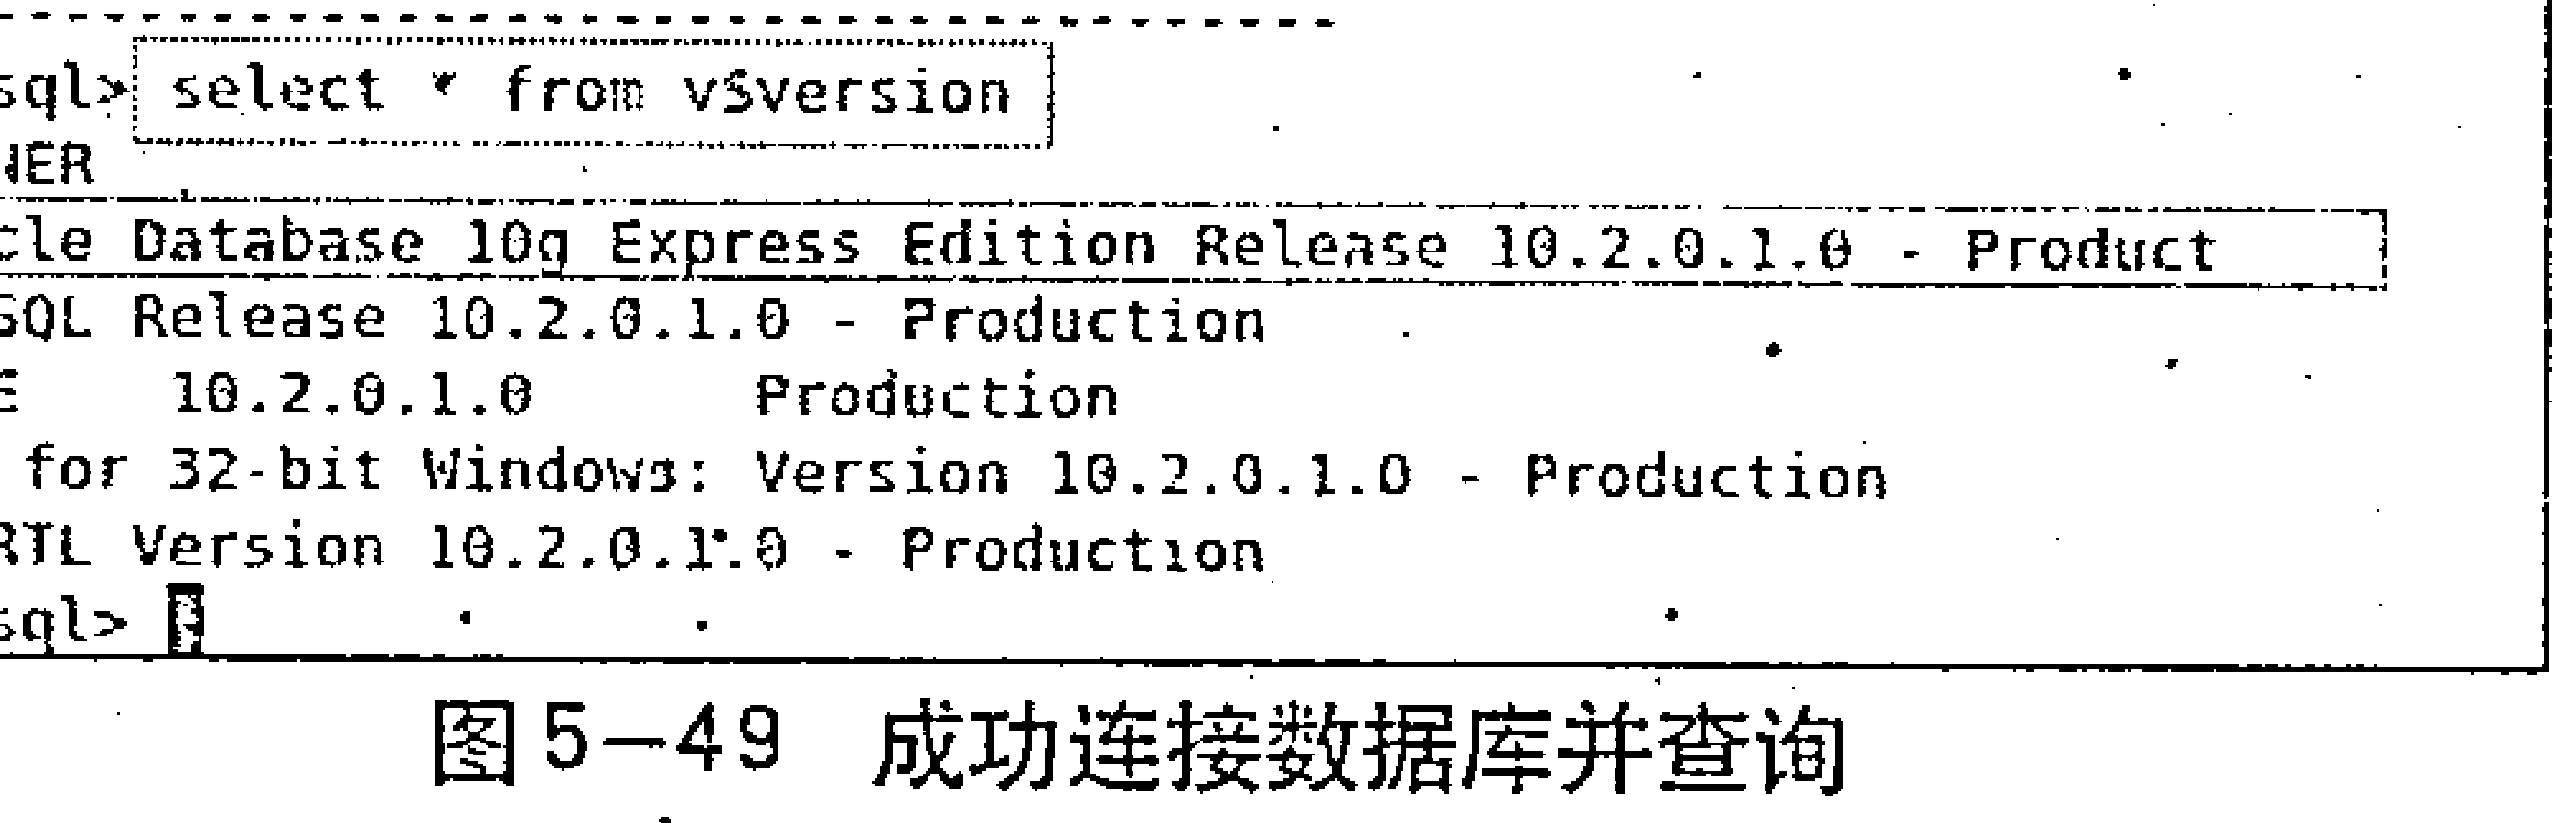 sql> select * from v$version
NER
cle Database 10g Express Edition Release 10.2.0.1.0 - Product
SQL Release 10.2.0.1.0 - Production
E    10.2.0.1.0      Production
for 32-bit Windows: Version 10.2.0.1.0 - Production
RTL Version 10.2.0.1.0 - Production
sql>
图5-49 成功连接数据库并查询